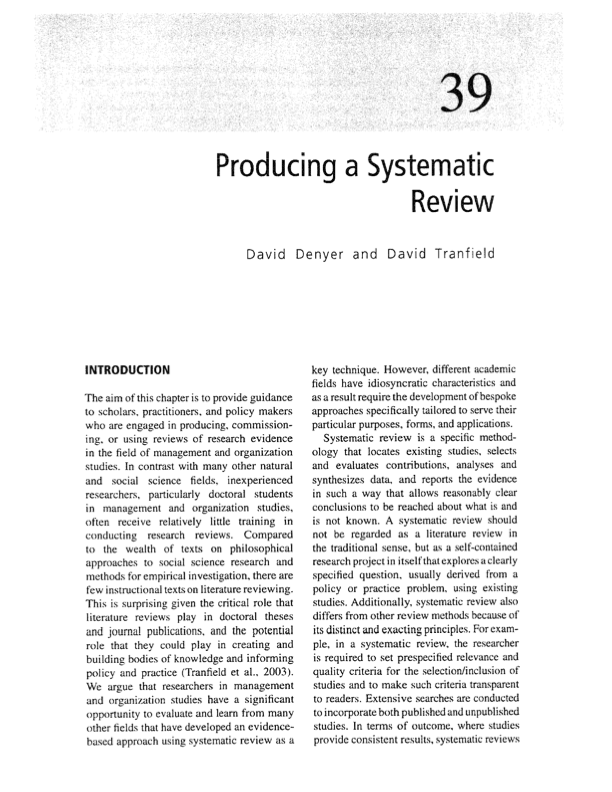 39
Producing a Systematic
Review
David Denyer and David Tranfield
INTRODUCTION
The aim of this chapter is to provide guidance
to scholars, practitioners, and policy makers
who are engaged in producing, commission-
ing, or using reviews of research evidence
in the field of management and organization
studies. In contrast with many other natural
and social science fields, inexperienced
researchers, particularly doctoral students
in management and organization studies,
often receive relatively little training in
conducting research reviews. Compared
to the wealth of texts on philosophical
approaches to social science research and
methods for empirical investigation, there are
few instructional texts on literature reviewing.
This is surprising given the critical role that
literature reviews play in doctoral theses
and journal publications, and the potential
role that they could play in creating and
building bodies of knowledge and informing
policy and practice (Tranfield et al., 2003).
We argue that researchers in management
and organization studies have a significant
opportunity to evaluate and learn from many
other fields that have developed an evidence-
based approach using systematic review as a
key technique. However, different academic
fields have idiosyncratic characteristics and
as a result require the development of bespoke
approaches specifically tailored to serve their
particular purposes, forms, and applications.
Systematic review is a specific method-
ology that locates existing studies, selects
and evaluates contributions, analyses and
synthesizes data, and reports the evidence
in such a way that allows reasonably clear
conclusions to be reached about what is and
is not known. A systematic review should
not be regarded as a literature review in
the traditional sense, but as a self-contained
research project in itself that explores a clearly
specified question, usually derived from a
policy or practice problem, using existing
studies. Additionally, systematic review also
differs from other review methods because of
its distinct and exacting principles. For exam-
ple, in a systematic review, the researcher
is required to set prespecified relevance and
quality criteria for the selection/inclusion of
studies and to make such criteria transparent
to readers. Extensive searches are conducted
to incorporate both published and unpublished
studies. In terms of outcome, where studies
provide consistent results, systematic reviews